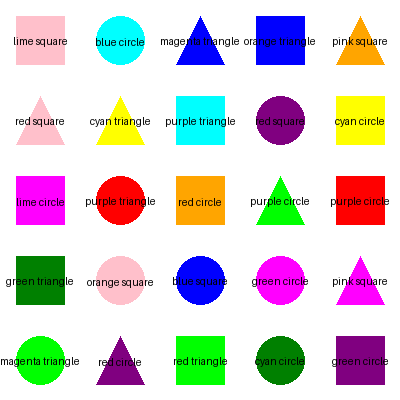 lime square
blue circle
magenta triangle
orange triangle
pink square
red square
cyan triangle
purple triangle
red square
cyan circle
lime circle
purple triangle
red circle
purple circle
purple circle
green triangle
orange square
blue square
green circle
pink square
magenta triangle
red circle
red triangle
cyan circle
green circle